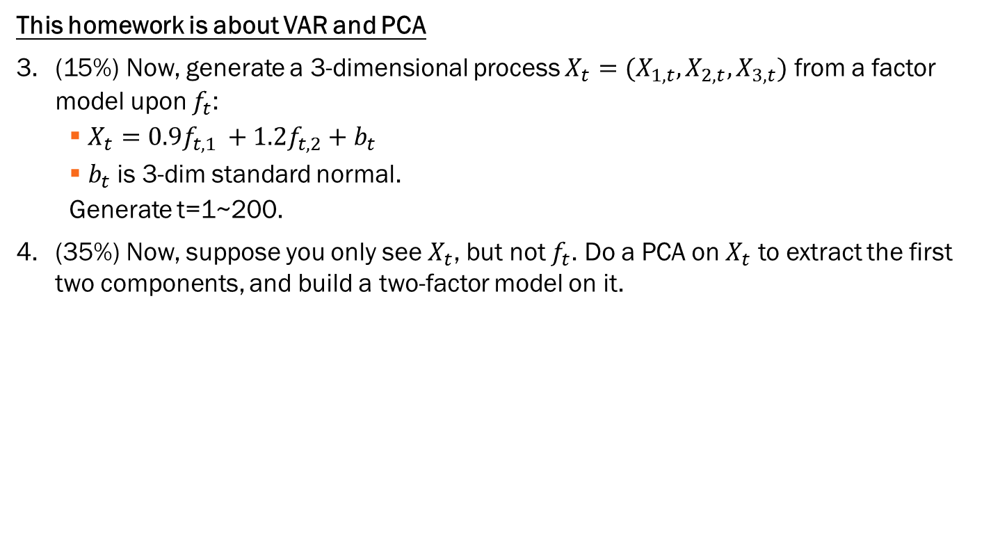 This homework is about VAR and PCA
3. (15%) Now, generate a 3-dimensional process X_t = (X_{1,t}, X_{2,t}, X_{3,t}) from a factor
model upon f_t:
▪ X_t = 0.9f_{t,1} + 1.2f_{t,2} + b_t
▪ b_t is 3-dim standard normal.
Generate t=1~200.
4. (35%) Now, suppose you only see X_t, but not f_t. Do a PCA on X_t to extract the first
two components, and build a two-factor model on it.